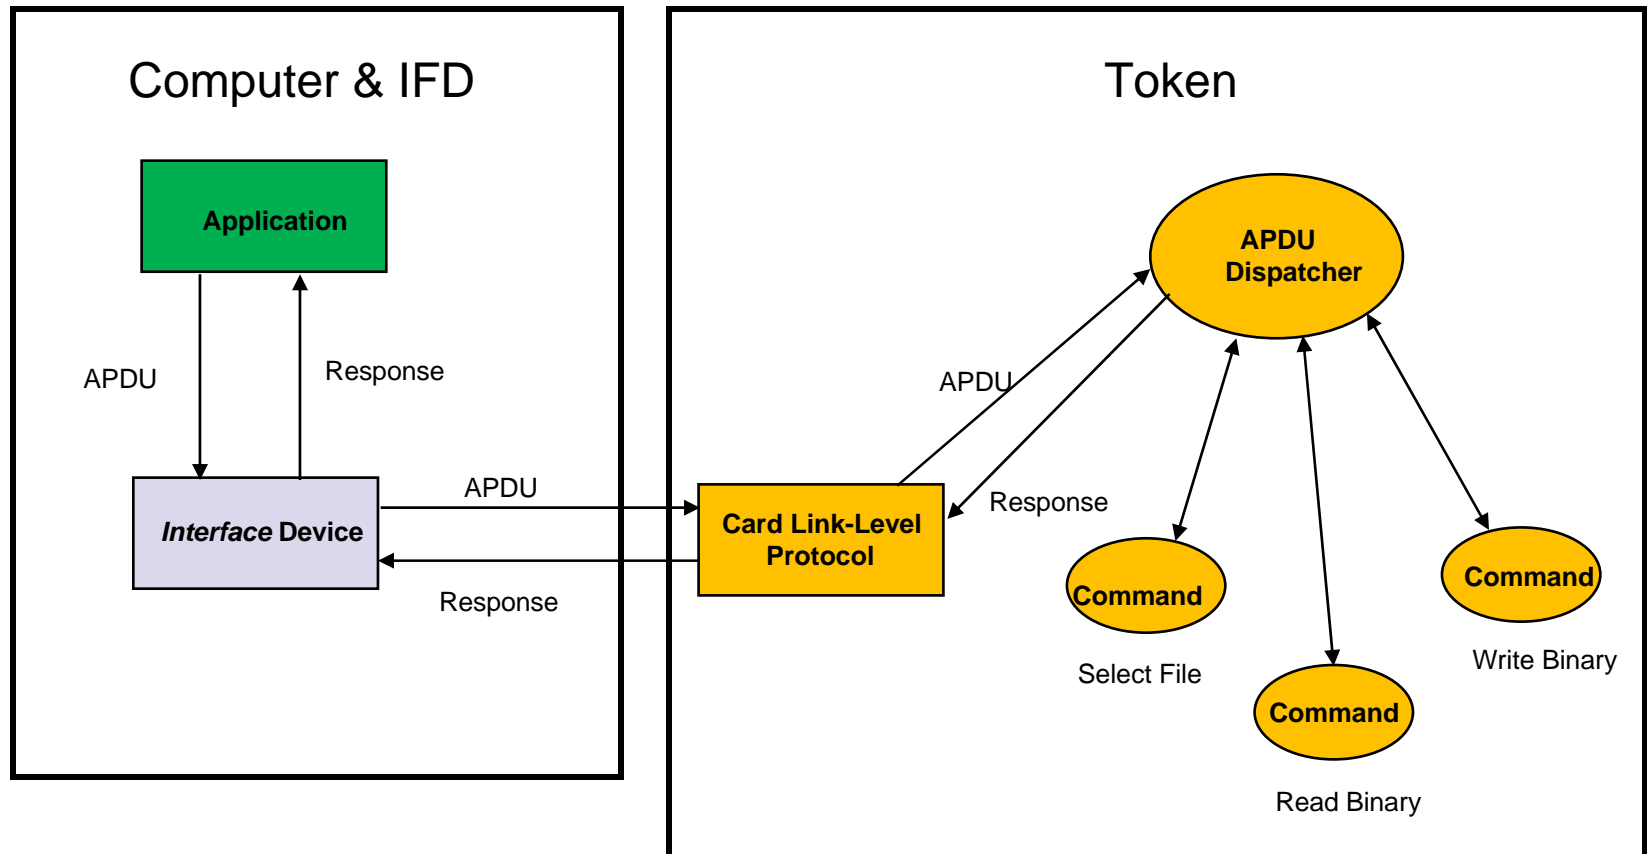 Computer & IFD
Application
APDU
Response
Interface Device
APDU
Response
Token
APDU
Dispatcher
APDU
Response
Card Link-Level
Protocol
Command
Select File
Command
Read Binary
Command
Write Binary